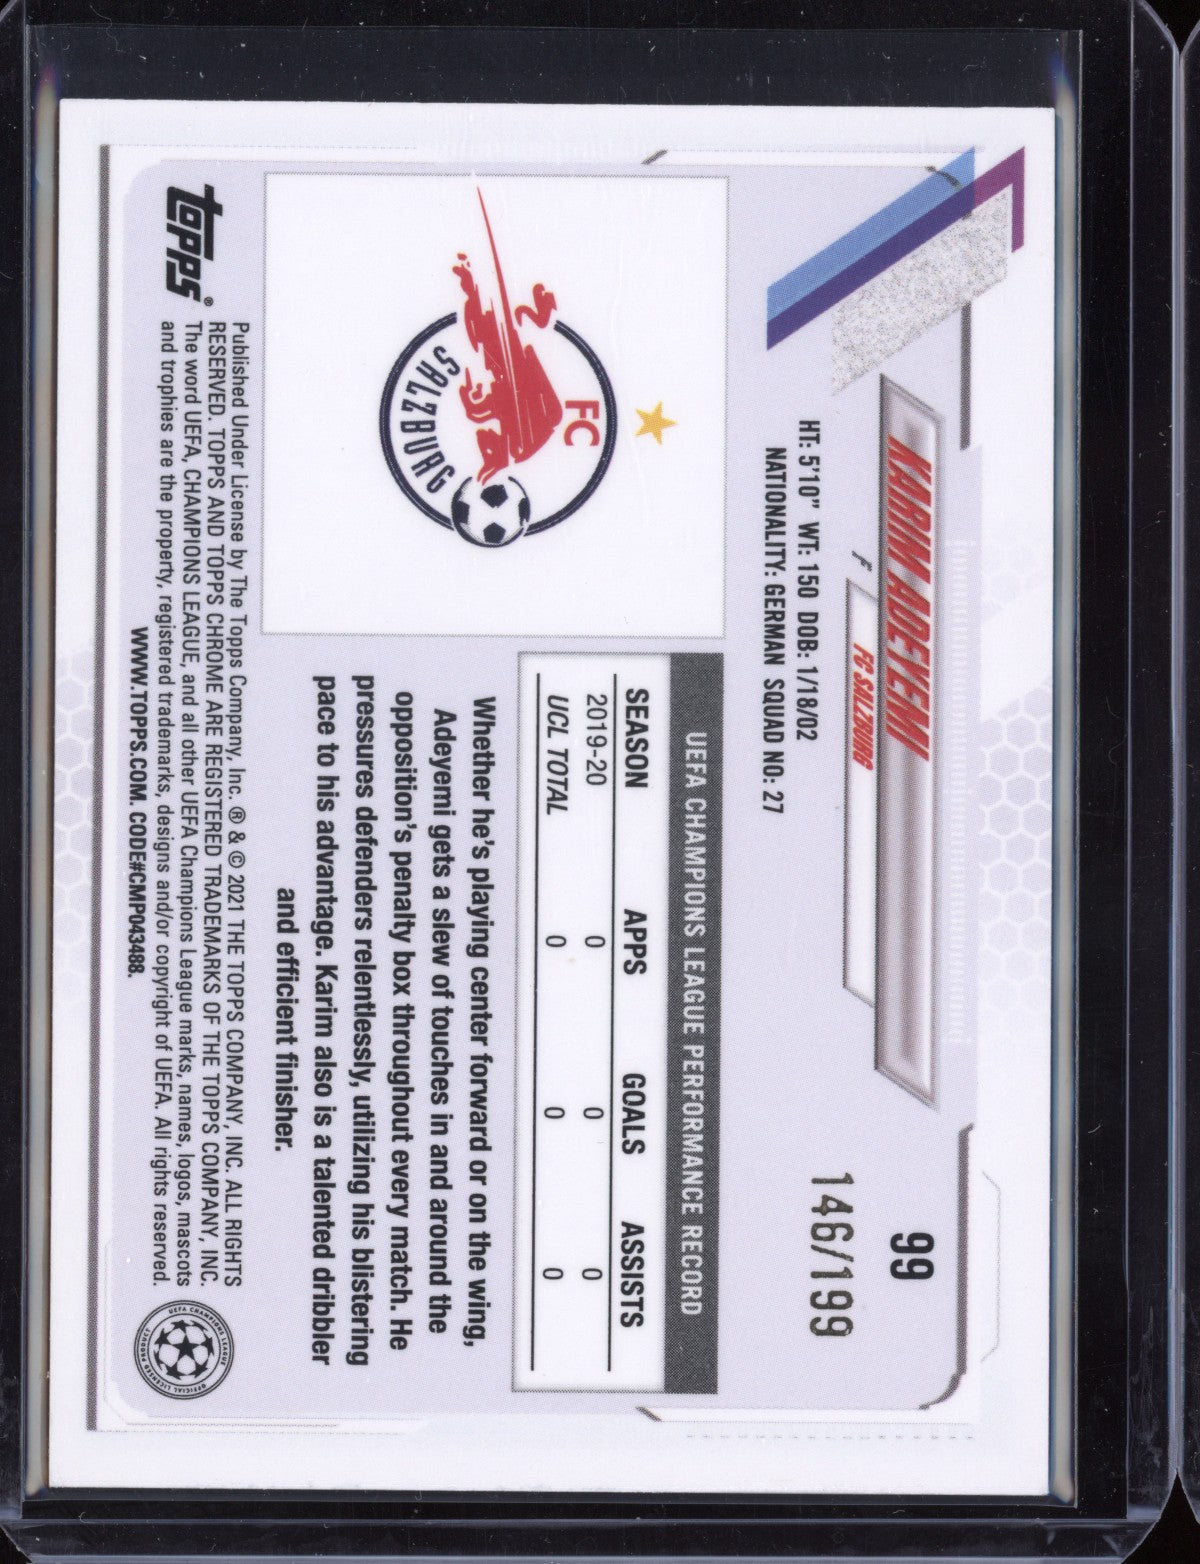 99
146/199
KARIM ADEYEMI
F FC SALZBURG
HT: 5'10" WT: 150 DOB: 1/18/02
NATIONALITY: GERMAN SQUAD NO: 27
FC
SALZBURG
UEFA CHAMPIONS LEAGUE PERFORMANCE RECORD
SEASON APPS GOALS ASSISTS
2019-20 0 0 0
UCL TOTAL 0 0 0
Whether he's playing center forward or on the wing,
Adeyemi gets a slew of touches in and around the
opposition's penalty box throughout every match. He
pressures defenders relentlessly, utilizing his blistering
pace to his advantage. Karim also is a talented dribbler
and efficient finisher.
topps®
Published Under License by The Topps Company, Inc. ® & © 2021 THE TOPPS COMPANY, INC. ALL RIGHTS
RESERVED. TOPPS AND TOPPS CHROME ARE REGISTERED TRADEMARKS OF THE TOPPS COMPANY, INC.
The word UEFA, CHAMPIONS LEAGUE, and all other UEFA Champions League marks, names, logos, mascots
and trophies are the property, registered trademarks, designs and/or copyright of UEFA. All rights reserved.
WWW.TOPPS.COM. CODE#CMP043488.
UEFA CHAMPIONS LEAGUE
OFFICIAL LICENSED PRODUCT